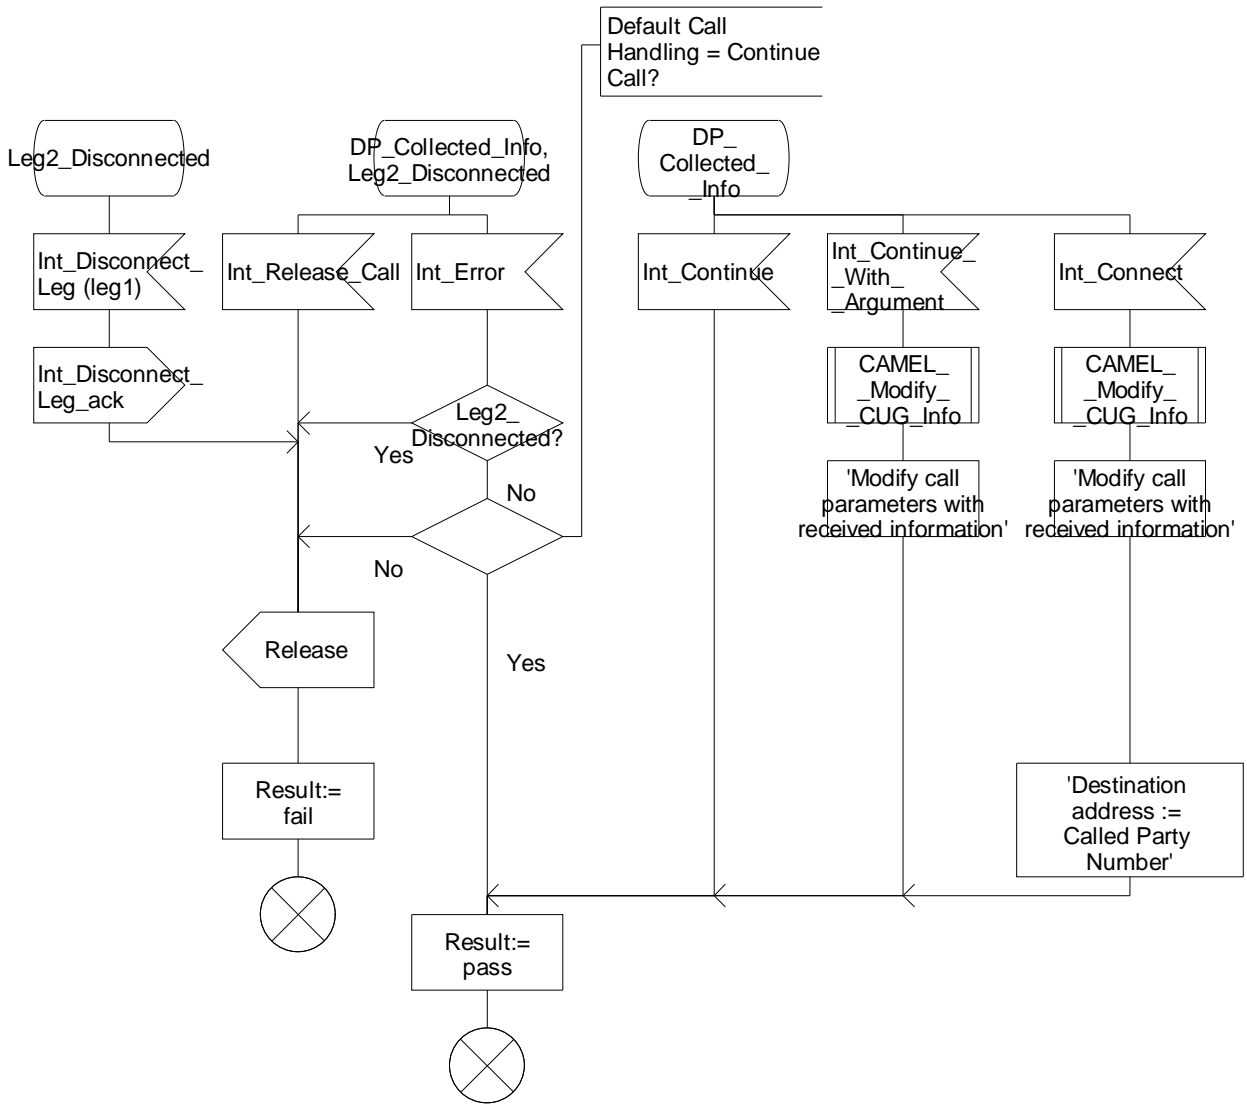 Default Call
Handling = Continue
Call?
Leg2_Disconnected
DP_Collected_Info,
Leg2_Disconnected
DP_
Collected_
_Info
Int_Disconnect_
_Leg (leg1)
Int_Release_Call
Int_Error
Int_Continue
Int_Continue_
_With_
_Argument
Int_Connect
Int_Disconnect_
_Leg_ack
Leg2_
Disconnected?
CAMEL_
_Modify_
_CUG_Info
CAMEL_
_Modify_
_CUG_Info
Yes
No
'Modify call
parameters with
received information'
'Modify call
parameters with
received information'
No
Release
Yes
Result:=
fail
'Destination
address :=
Called Party
Number'
Result:=
pass